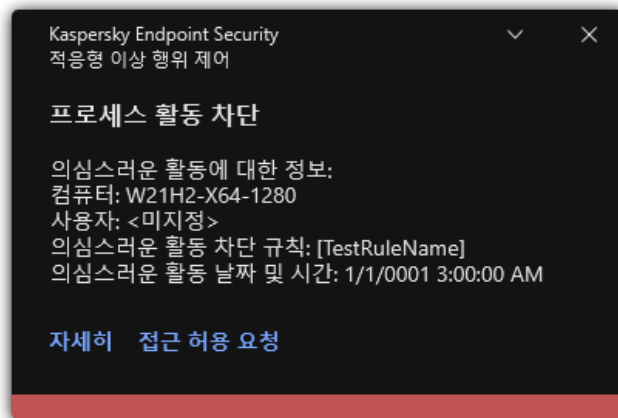 Kaspersky Endpoint Security
적응형 이상 행위 제어
프로세스 활동 차단
의심스러운 활동에 대한 정보:
컴퓨터: W21H2-X64-1280
사용자: <미지정>
의심스러운 활동 차단 규칙: [TestRuleName]
의심스러운 활동 날짜 및 시간: 1/1/0001 3:00:00 AM
자세히 접근 허용 요청